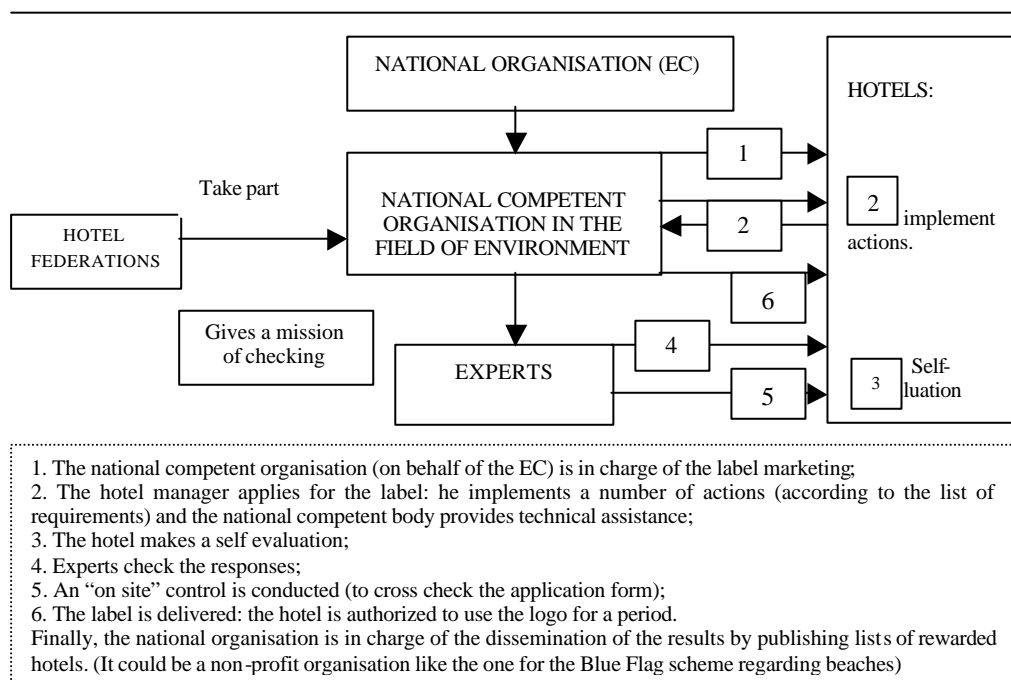 NATIONAL ORGANISATION (EC)
HOTELS:
1
Take part
NATIONAL COMPETENT
ORGANISATION IN THE
FIELD OF ENVIRONMENT
2
2
implement
actions.
HOTEL
FEDERATIONS
6
Gives a mission
of checking
EXPERTS
4
5
3
Self-
luation
1. The national competent organisation (on behalf of the EC) is in charge of the label marketing;
2. The hotel manager applies for the label: he implements a number of actions (according to the list of
requirements) and the national competent body provides technical assistance;
3. The hotel makes a self evaluation;
4. Experts check the responses;
5. An “on site” control is conducted (to cross check the application form);
6. The label is delivered: the hotel is authorized to use the logo for a period.
Finally, the national organisation is in charge of the dissemination of the results by publishing lists of rewarded
hotels. (It could be a non-profit organisation like the one for the Blue Flag scheme regarding beaches)